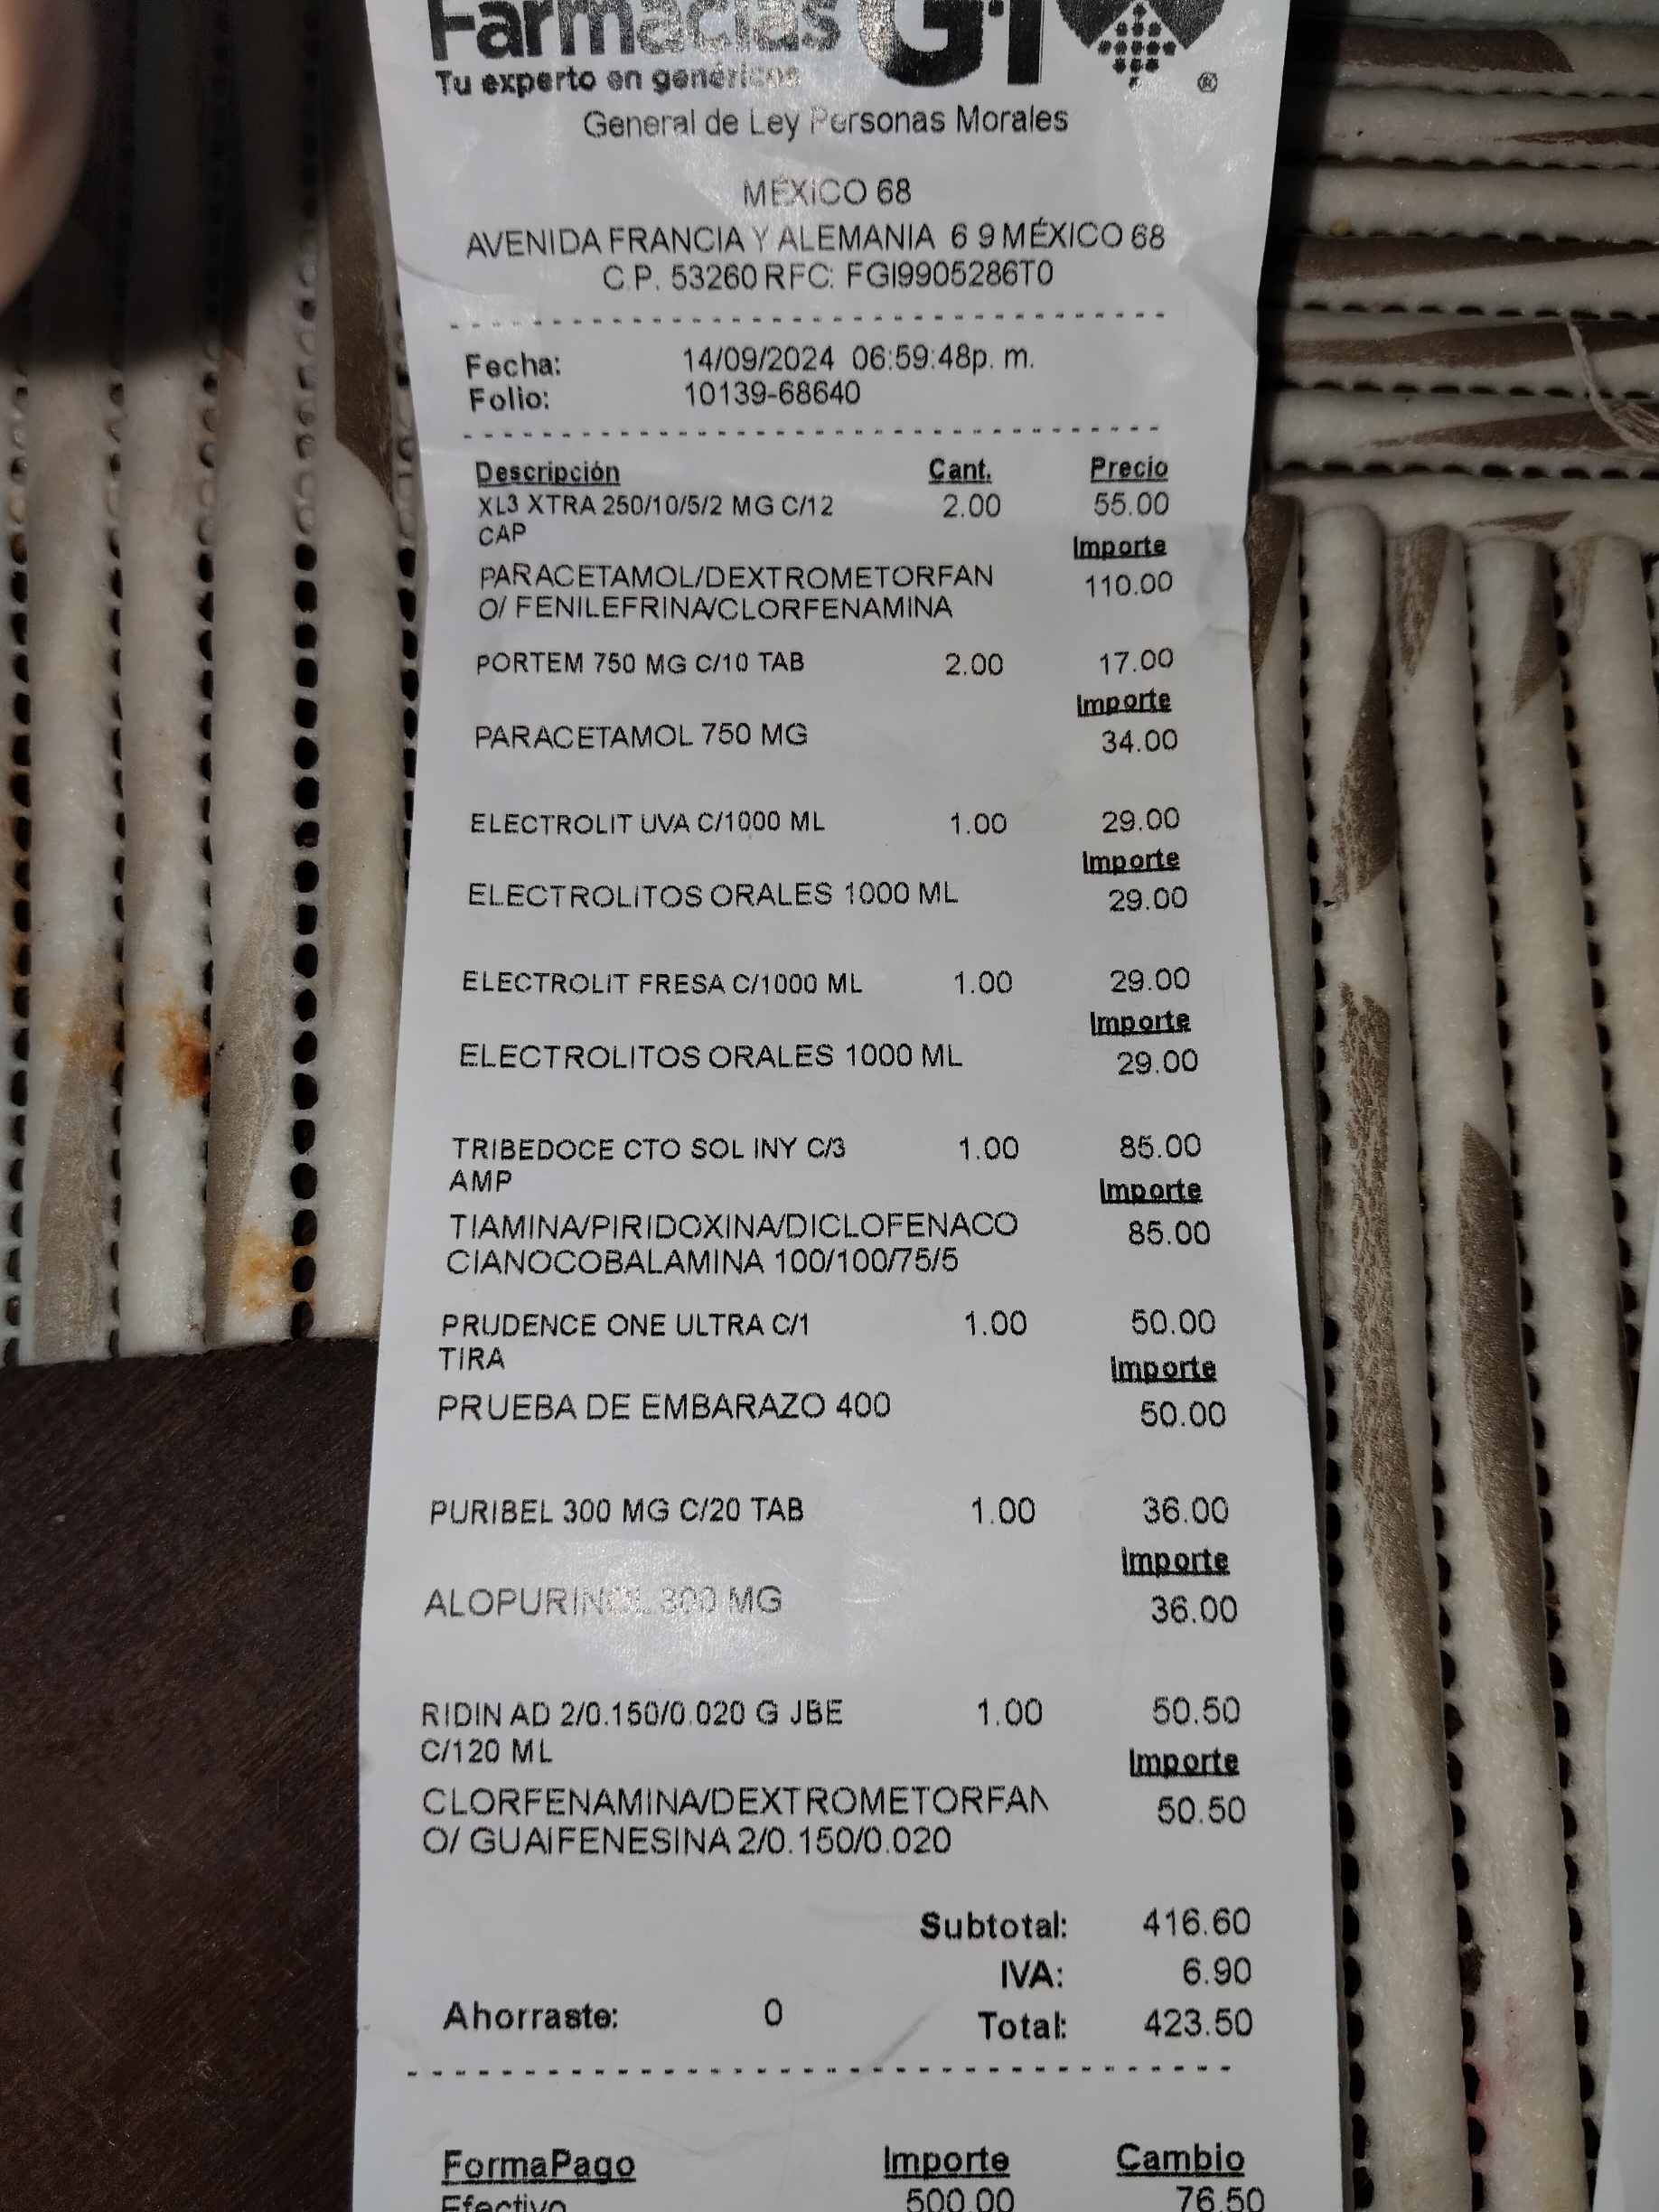 Farmacias GI
Tu experto en genéricos ®
General de Ley Personas Morales
MÉXICO 68
AVENIDA FRANCIA Y ALEMANIA 6 9 MÉXICO 68
C.P. 53260 RFC: FGI9905286T0
Fecha: 14/09/2024 06:59:48p. m.
Folio: 10139-68640
Descripción Cant. Precio
XL3 XTRA 250/10/5/2 MG C/12 2.00 55.00
CAP Importe
PARACETAMOL/DEXTROMETORFAN 110.00
O/ FENILEFRINA/CLORFENAMINA
PORTEM 750 MG C/10 TAB 2.00 17.00
Importe
PARACETAMOL 750 MG 34.00
ELECTROLIT UVA C/1000 ML 1.00 29.00
Importe
ELECTROLITOS ORALES 1000 ML 29.00
ELECTROLIT FRESA C/1000 ML 1.00 29.00
Importe
ELECTROLITOS ORALES 1000 ML 29.00
TRIBEDOCE CTO SOL INY C/3 1.00 85.00
AMP Importe
TIAMINA/PIRIDOXINA/DICLOFENACO 85.00
CIANOCOBALAMINA 100/100/75/5
PRUDENCE ONE ULTRA C/1 1.00 50.00
TIRA Importe
PRUEBA DE EMBARAZO 400 50.00
PURIBEL 300 MG C/20 TAB 1.00 36.00
Importe
ALOPURINOL 300 MG 36.00
RIDIN AD 2/0.150/0.020 G JBE 1.00 50.50
C/120 ML Importe
CLORFENAMINA/DEXTROMETORFAN 50.50
O/ GUAIFENESINA 2/0.150/0.020
Subtotal: 416.60
IVA: 6.90
Ahorraste: 0 Total: 423.50
FormaPago Importe Cambio
Efectivo 500.00 76.50